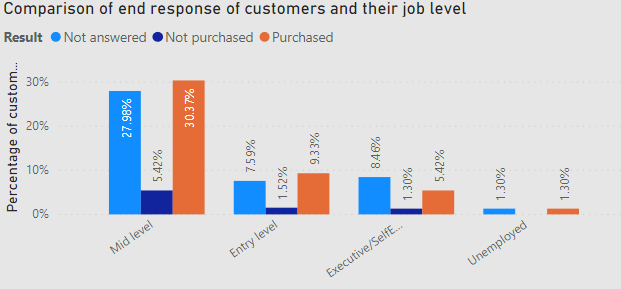 Comparison of end response of customers and their job level
Result Not answered Not purchased Purchased
Percentage of custom...
30%
20%
10%
0%
27.98%
5.42%
30.37%
7.59%
1.52%
9.33%
8.46%
1.30%
5.42%
1.30%
1.30%
Mid level
Entry level
Executive/SelfE...
Unemployed